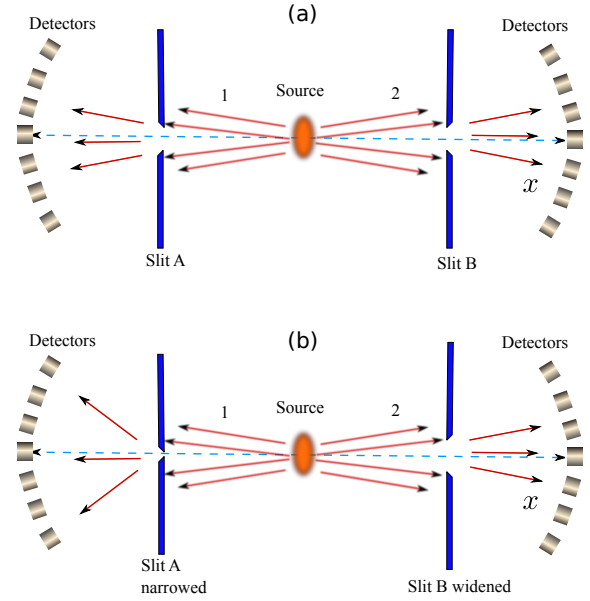 (a)
Detectors
Detectors
1
Source
2
x
Slit A
Slit B
(b)
Detectors
Detectors
1
Source
2
x
Slit A
narrowed
Slit B widened